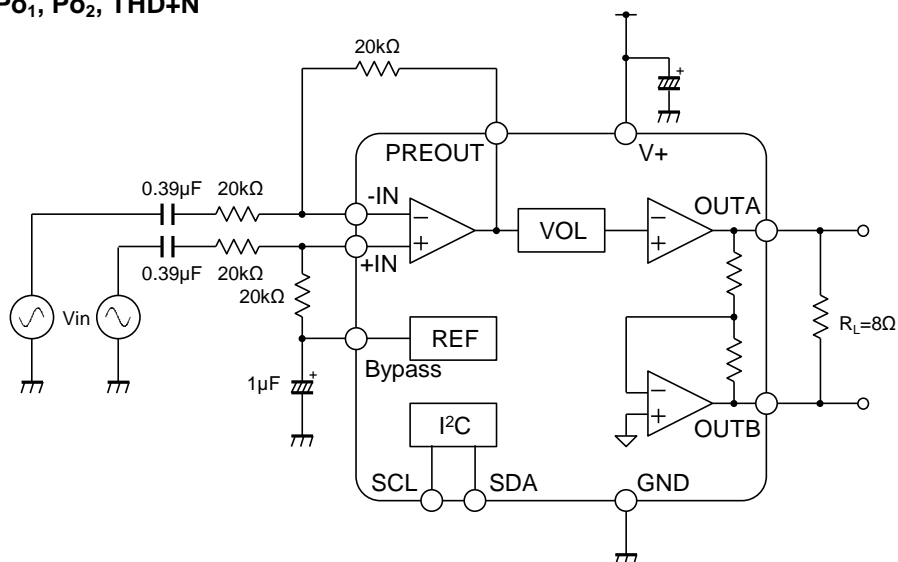 Po₁, Po₂, THD+N
20kΩ
+
PREOUT
V+
0.39µF
20kΩ
-IN
OUTA
VOL
+IN
0.39µF
20kΩ
20kΩ
Vin
REF
R_L=8Ω
Bypass
1µF
+
I²C
OUTB
SCL
SDA
GND